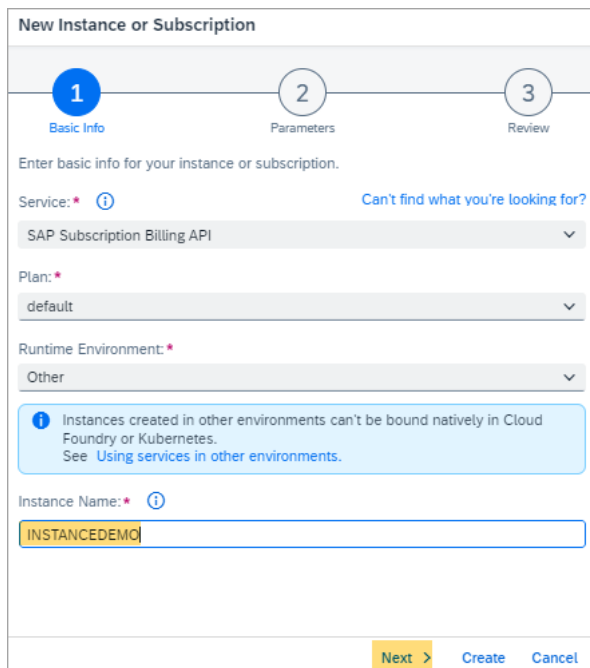 New Instance or Subscription
1
2
3
Basic Info
Parameters
Review
Enter basic info for your instance or subscription.
Service:* Can't find what you're looking for?
SAP Subscription Billing API
Plan:*
default
Runtime Environment:*
Other
Instances created in other environments can't be bound natively in Cloud
Foundry or Kubernetes.
See Using services in other environments.
Instance Name:*
INSTANCEDEMO
Next > Create Cancel